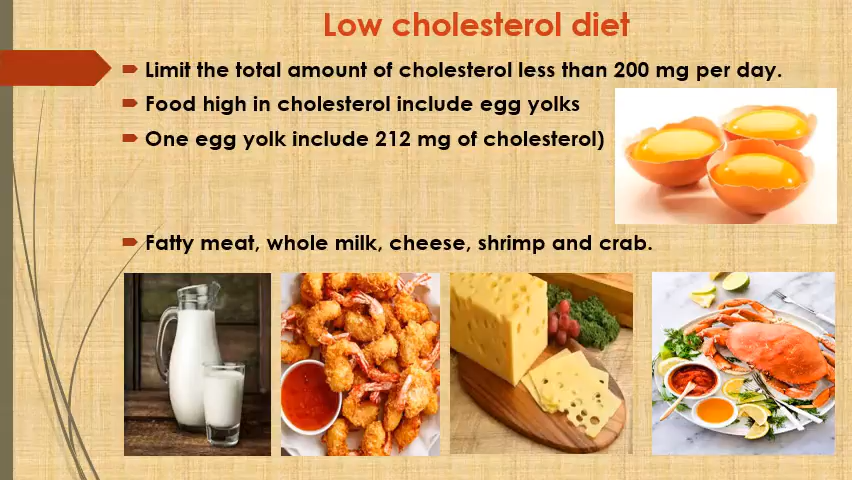 Low cholesterol diet
Limit the total amount of cholesterol less than 200 mg per day.
Food high in cholesterol include egg yolks
One egg yolk include 212 mg of cholesterol)
Fatty meat, whole milk, cheese, shrimp and crab.